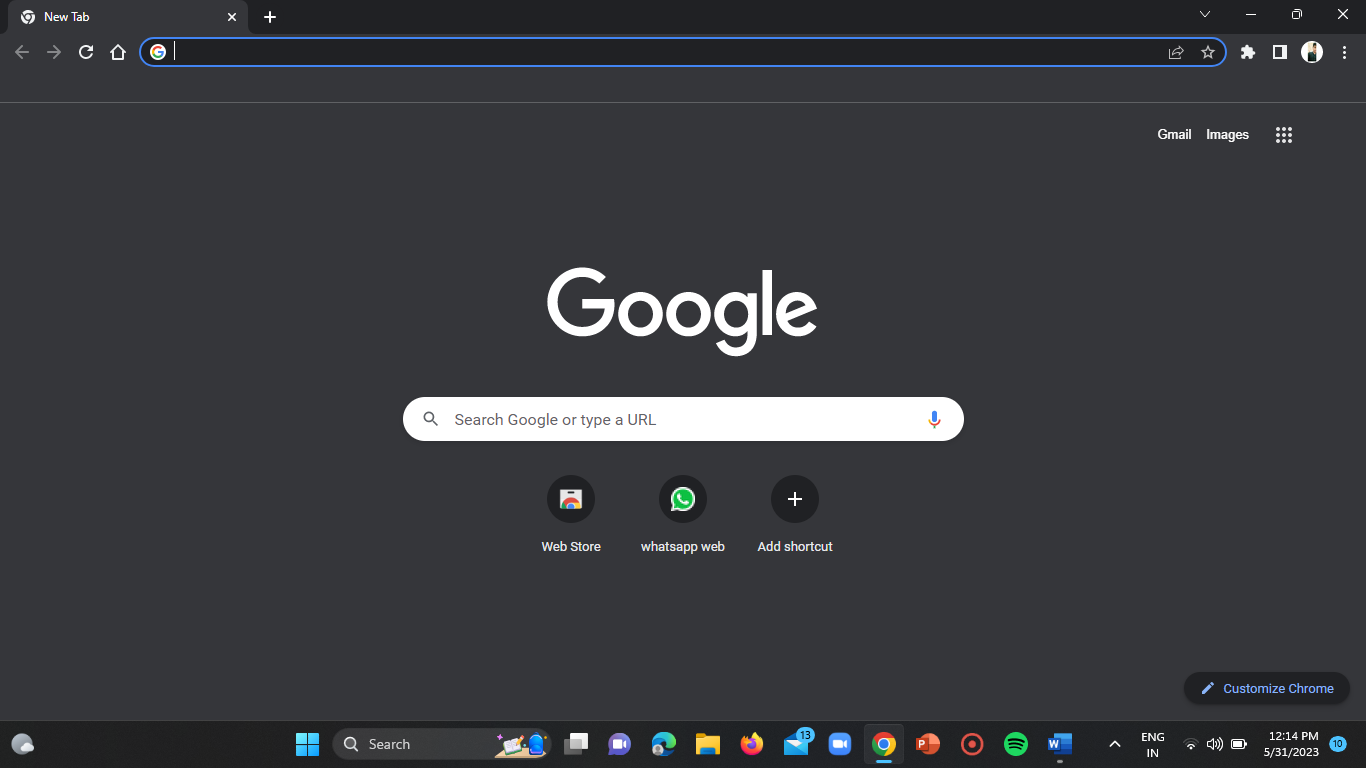 New Tab
Gmail Images
Google
Search Google or type a URL
Web Store whatsapp web Add shortcut
Customize Chrome
Search
13
P
W
ENG
IN
12:14 PM
5/31/2023
10